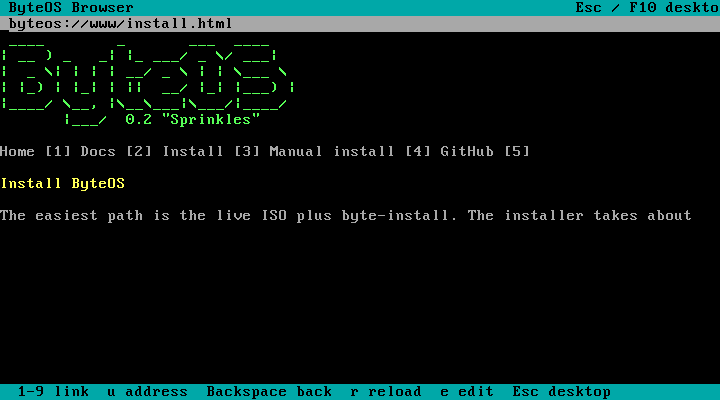 ByteOS Browser Esc / F10 deskto
byteos://www/install.html
ByteOS
0.2 "Sprinkles"
Home [1] Docs [2] Install [3] Manual install [4] GitHub [5]
Install ByteOS
The easiest path is the live ISO plus byte-install. The installer takes about
1-9 link u address Backspace back r reload e edit Esc desktop